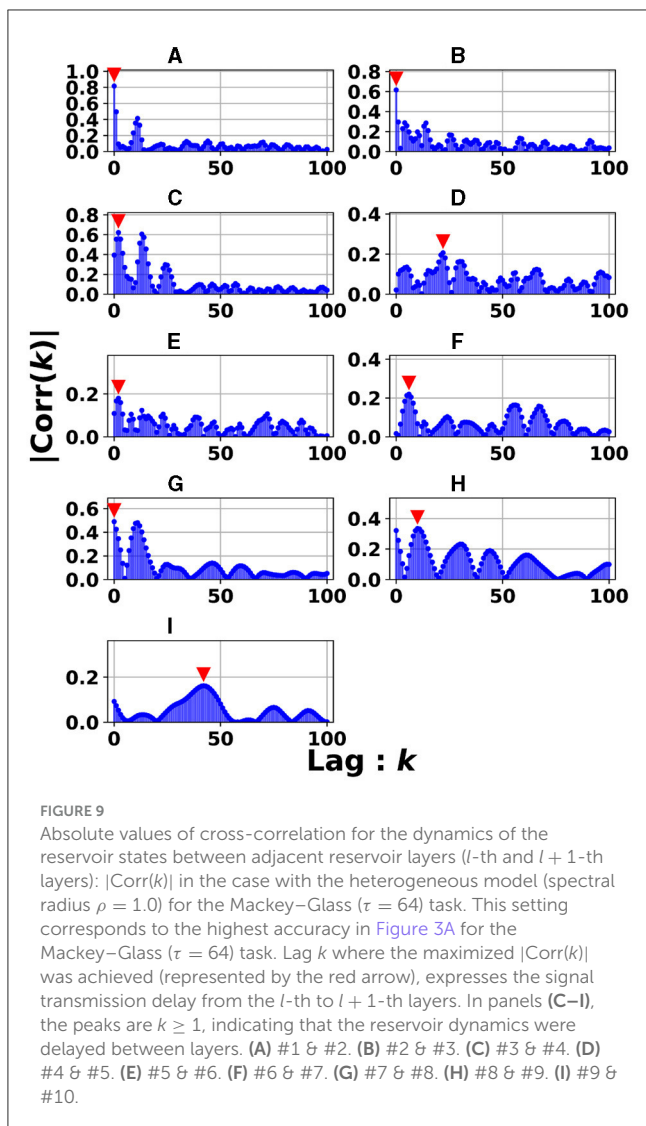 A
B
1.0
0.8
0.6
0.4
0.2
0.0
0
50
100
0.8
0.6
0.4
0.2
0.0
0
50
100
C
D
0.8
0.6
0.4
0.2
0.0
0
50
100
0.4
0.2
0.0
0
50
100
E
F
0.2
0.0
0
50
100
0.4
0.2
0.0
0
50
100
G
H
0.6
0.4
0.2
0.0
0
50
100
0.4
0.2
0.0
0
50
100
I
0.2
0.0
0
50
100
|Corr(k)|
Lag : k
FIGURE 9
Absolute values of cross-correlation for the dynamics of the
reservoir states between adjacent reservoir layers (l-th and l + 1-th
layers): |Corr(k)| in the case with the heterogeneous model (spectral
radius ρ = 1.0) for the Mackey–Glass (τ = 64) task. This setting
corresponds to the highest accuracy in Figure 3A for the
Mackey–Glass (τ = 64) task. Lag k where the maximized |Corr(k)|
was achieved (represented by the red arrow), expresses the signal
transmission delay from the l-th to l + 1-th layers. In panels (C–I),
the peaks are k ≥ 1, indicating that the reservoir dynamics were
delayed between layers. (A) #1 & #2. (B) #2 & #3. (C) #3 & #4. (D)
#4 & #5. (E) #5 & #6. (F) #6 & #7. (G) #7 & #8. (H) #8 & #9. (I) #9 &
#10.